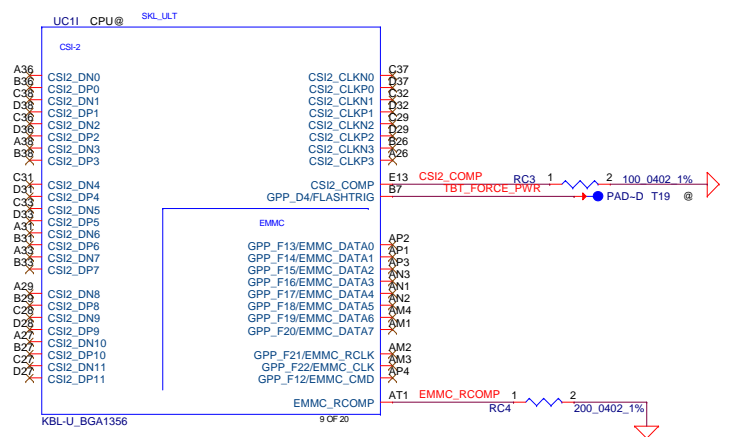 UC1I CPU@ SKL_ULT
CSI-2
A36 CSI2_DN0 CSI2_CLKN0 C37
B36 CSI2_DP0 CSI2_CLKP0 D37
C38 CSI2_DN1 CSI2_CLKN1 C32
D38 CSI2_DP1 CSI2_CLKP1 D32
C36 CSI2_DN2 CSI2_CLKN2 C29
D36 CSI2_DP2 CSI2_CLKP2 D29
A38 CSI2_DN3 CSI2_CLKN3 B26
B38 CSI2_DP3 CSI2_CLKP3 A26
C31 CSI2_DN4 CSI2_COMP E13 CSI2_COMP RC3 1 2 100_0402_1%
D31 CSI2_DP4 GPP_D4/FLASHTRIG B7 TBT_FORCE_PWR PAD~D T19 @
C33 CSI2_DN5
D33 CSI2_DP5 EMMC
A31 CSI2_DN6
B31 CSI2_DP6 GPP_F13/EMMC_DATA0 AP2
A33 CSI2_DN7 GPP_F14/EMMC_DATA1 AP1
B33 CSI2_DP7 GPP_F15/EMMC_DATA2 AP3
GPP_F16/EMMC_DATA3 AN3
A29 CSI2_DN8 GPP_F17/EMMC_DATA4 AN1
B29 CSI2_DP8 GPP_F18/EMMC_DATA5 AN2
C28 CSI2_DN9 GPP_F19/EMMC_DATA6 AM4
D28 CSI2_DP9 GPP_F20/EMMC_DATA7 AM1
A27 CSI2_DN10
B27 CSI2_DP10 GPP_F21/EMMC_RCLK AM2
C27 CSI2_DN11 GPP_F22/EMMC_CLK AM3
D27 CSI2_DP11 GPP_F12/EMMC_CMD AP4
EMMC_RCOMP AT1 EMMC_RCOMP RC4 1 2 200_0402_1%
KBL-U_BGA1356 9 OF 20